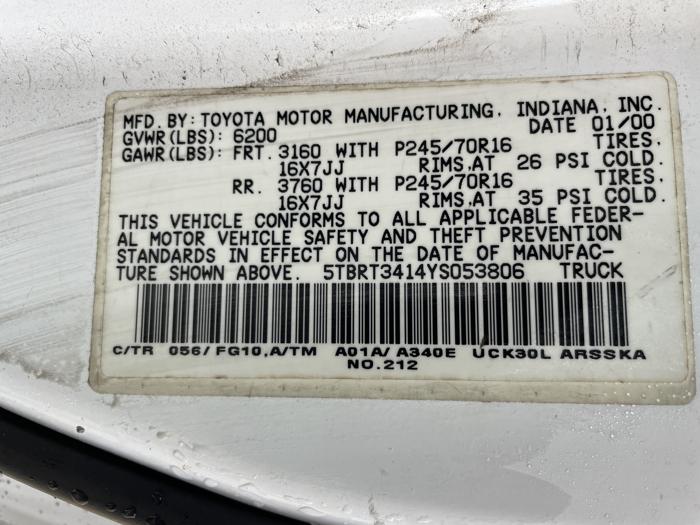 MFD. BY: TOYOTA MOTOR MANUFACTURING, INDIANA, INC.
GVWR(LBS): 6200 DATE 01/00
GAWR(LBS): FRT. 3160 WITH P245/70R16 TIRES,
16X7JJ RIMS,AT 26 PSI COLD.
RR. 3760 WITH P245/70R16 TIRES,
16X7JJ RIMS,AT 35 PSI COLD.
THIS VEHICLE CONFORMS TO ALL APPLICABLE FEDER-
AL MOTOR VEHICLE SAFETY AND THEFT PREVENTION
STANDARDS IN EFFECT ON THE DATE OF MANUFAC-
TURE SHOWN ABOVE. 5TBRT3414YS053806 TRUCK
C/TR 056/FG10,A/TM A01A/A340E UCK30L ARSSKA
NO.212